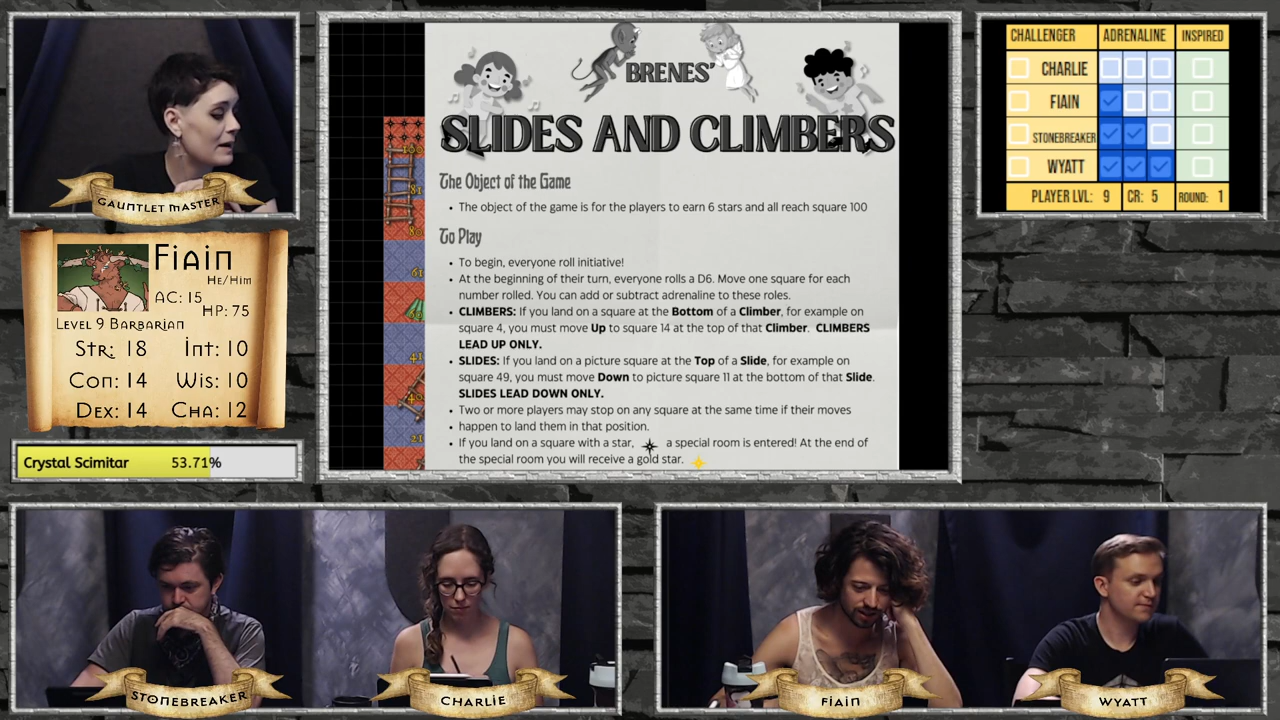 GAUNTLET MASTER
Fiain
He/Him
AC: 15
HP: 75
Level 9 Barbarian
Str: 18 Int: 10
Con: 14 Wis: 10
Dex: 14 Cha: 12
Crystal Scimitar 53.71%
BRENES'
SLIDES AND CLIMBERS
The Object of the Game
• The object of the game is for the players to earn 6 stars and all reach square 100
To Play
• To begin, everyone roll initiative!
• At the beginning of their turn, everyone rolls a D6. Move one square for each
number rolled. You can add or subtract adrenaline to these roles.
• CLIMBERS: If you land on a square at the Bottom of a Climber, for example on
square 4, you must move Up to square 14 at the top of that Climber. CLIMBERS
LEAD UP ONLY.
• SLIDES: If you land on a picture square at the Top of a Slide, for example on
square 49, you must move Down to picture square 11 at the bottom of that Slide.
SLIDES LEAD DOWN ONLY.
• Two or more players may stop on any square at the same time if their moves
• happen to land them in that position.
• If you land on a square with a star, a special room is entered! At the end of
the special room you will receive a gold star.
100
81
80
61
41
40
21
CHALLENGER ADRENALINE INSPIRED
CHARLIE
FIAIN
STONEBREAKER
WYATT
PLAYER LVL: 9 CR: 5 ROUND: 1
STONEBREAKER
CHARLIE
FIAIN
WYATT